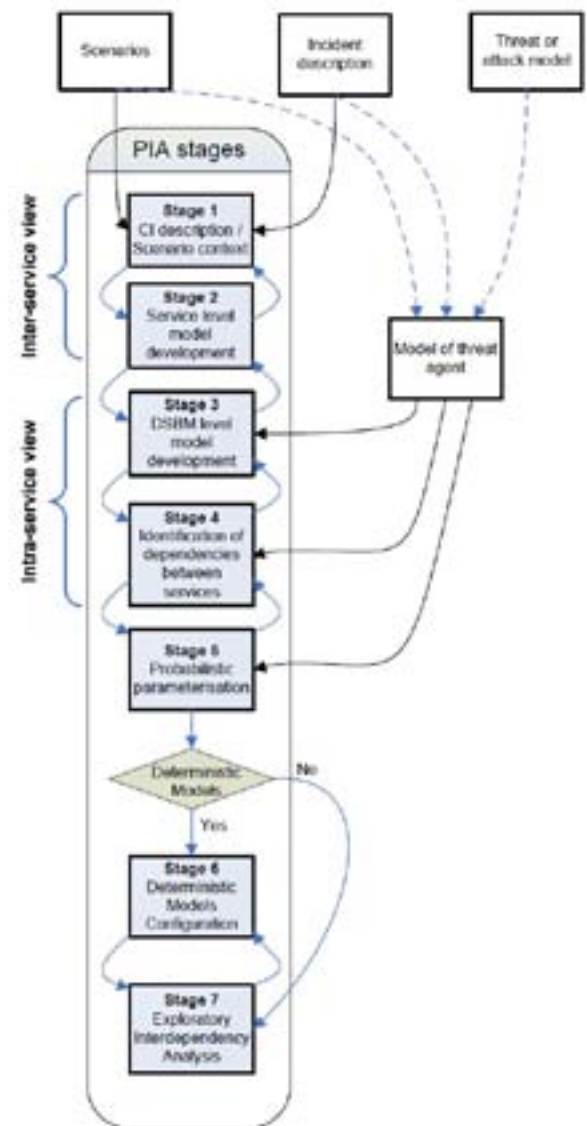 Scenarios
Incident
description
Threat or
attack model
PIA stages
Inter-service view
Stage 1
CI description /
Scenario context
Stage 2
Service level
model
development
Model of threat
agent
Intra-service view
Stage 3
DSBM level
model
development
Stage 4
Identification of
dependencies
between
services
Stage 5
Probabilistic
parameterisation
Deterministic
Models
No
Yes
Stage 6
Deterministic
Models
Configuration
Stage 7
Exploratory
Interdependency
Analysis